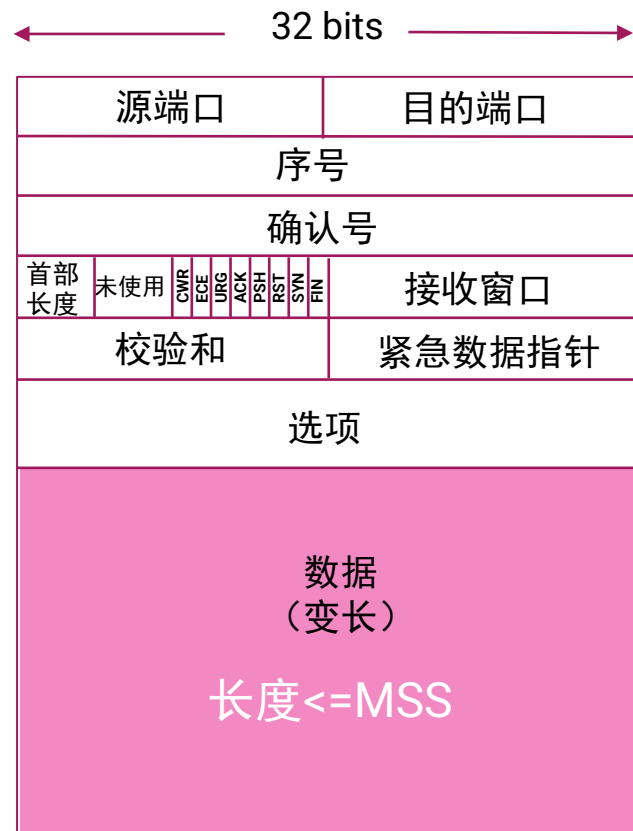 32 bits
源端口 目的端口
序号
确认号
首部
长度
未使用 CWR ECE URG ACK PSH RST SYN FIN 接收窗口
校验和 紧急数据指针
选项
数据
（变长）
长度<=MSS